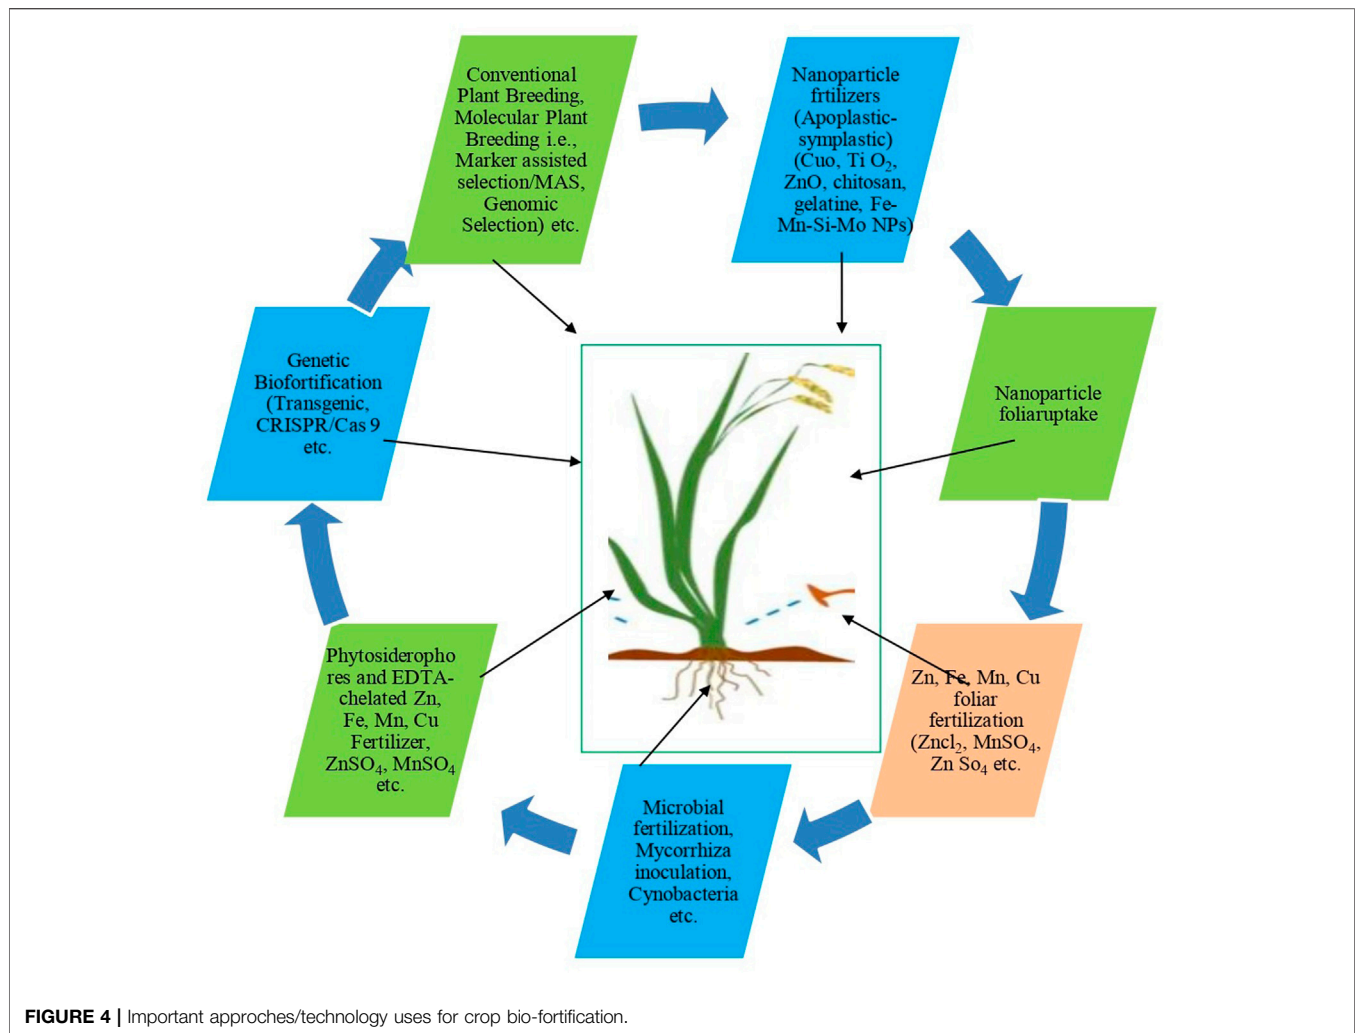 Conventional
Plant Breeding,
Molecular Plant
Breeding i.e.,
Marker assisted
selection/MAS,
Genomic
Selection) etc.
Nanoparticle
frtilizers
(Apoplastic-
symplastic)
(Cuo, Ti O₂,
ZnO, chitosan,
gelatine, Fe-
Mn-Si-Mo NPs)
Nanoparticle
foliaruptake
Zn, Fe, Mn, Cu
foliar
fertilization
(Zncl₂, MnSO₄,
Zn So₄ etc.
Microbial
fertilization,
Mycorrhiza
inoculation,
Cynobacteria
etc.
Phytosideropho
res and EDTA-
chelated Zn,
Fe, Mn, Cu
Fertilizer,
ZnSO₄, MnSO₄
etc.
Genetic
Biofortification
(Transgenic,
CRISPR/Cas 9
etc.
FIGURE 4 | Important approches/technology uses for crop bio-fortification.